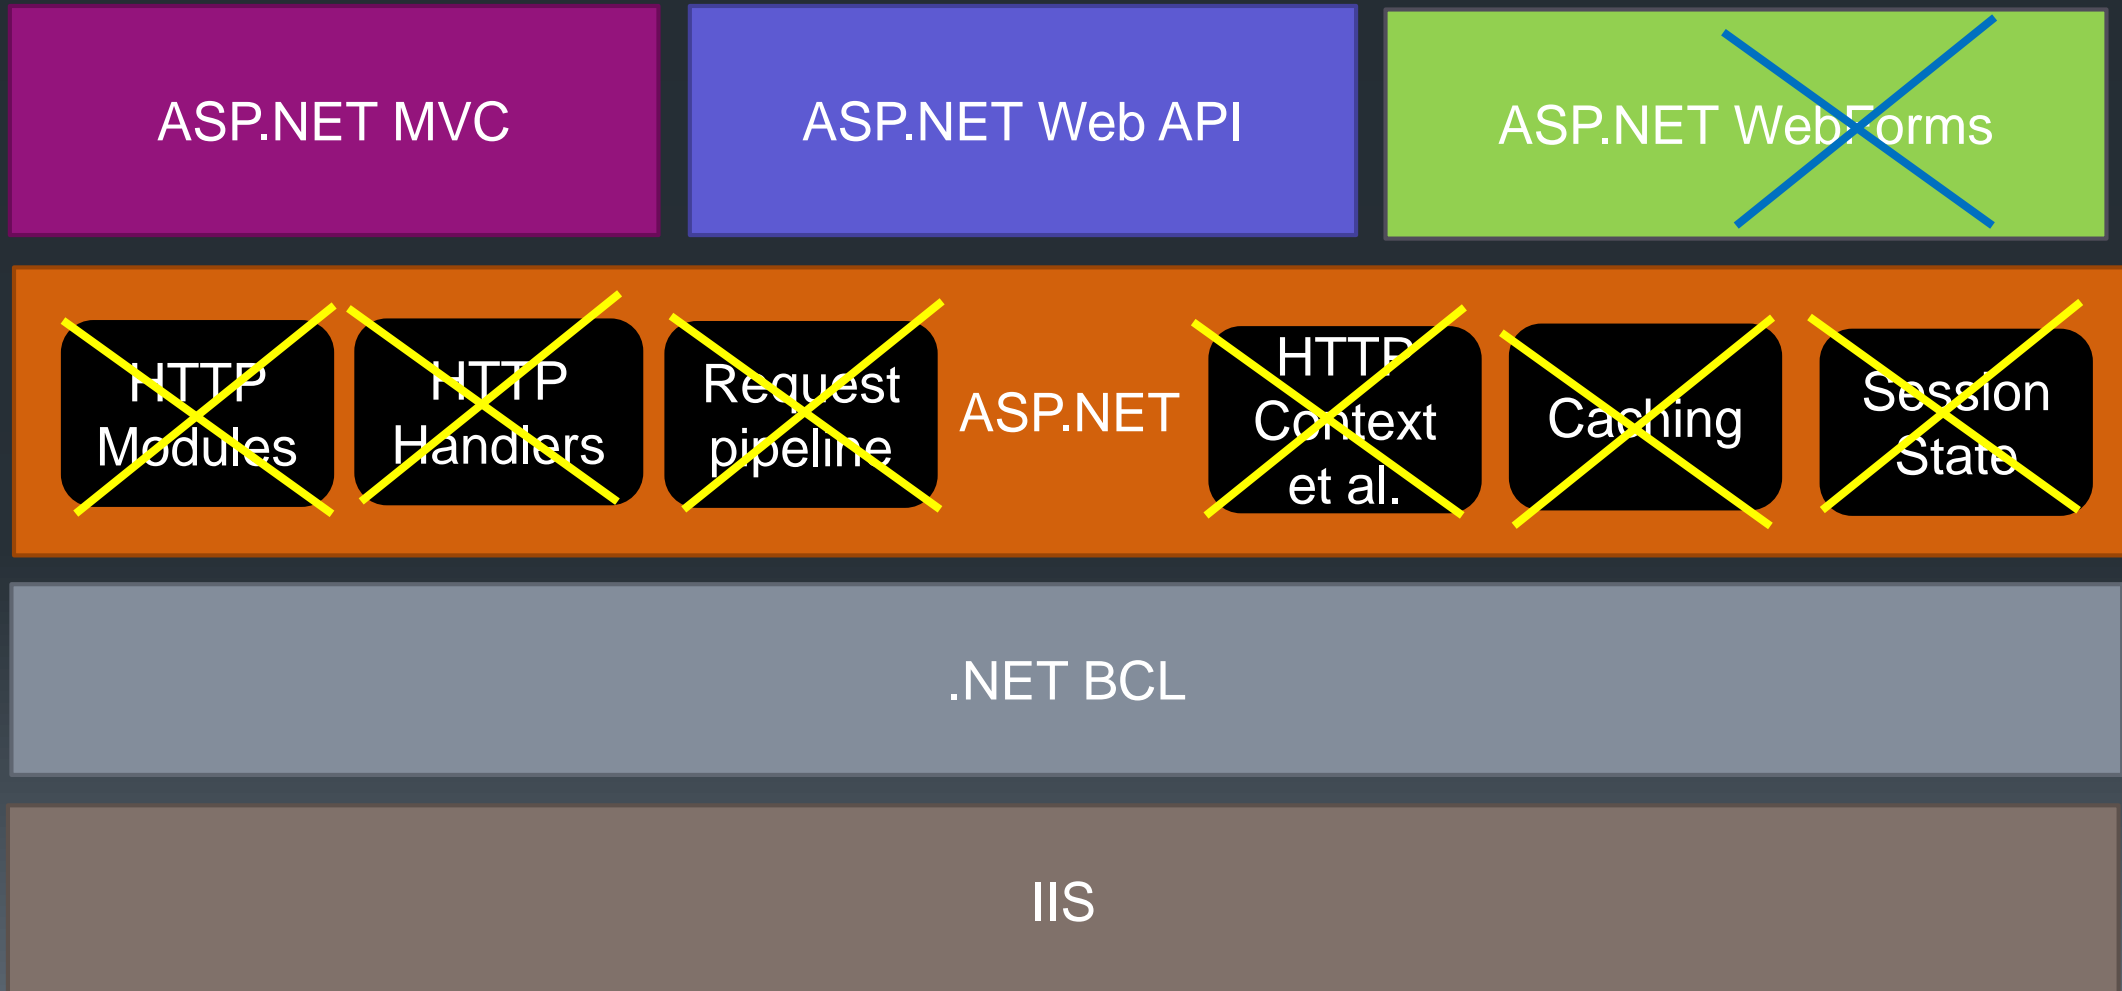 ASP.NET MVC
ASP.NET Web API
ASP.NET WebForms
HTTP
Modules
HTTP
Handlers
Request
pipeline
ASP.NET
HTTP
Context
et al.
Caching
Session
State
.NET BCL
IIS